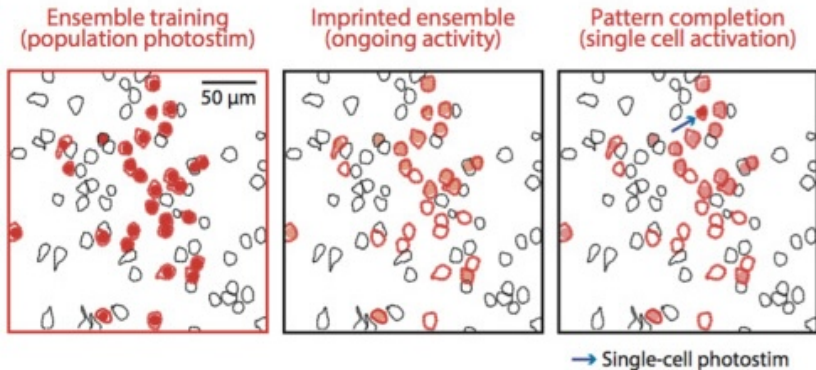 Ensemble training
(population photostim)
Imprinted ensemble
(ongoing activity)
Pattern completion
(single cell activation)
50 µm
Single-cell photostim